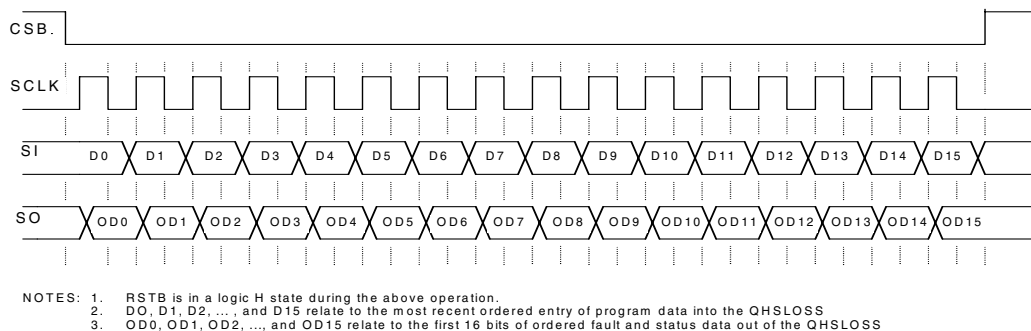 CSB.
SCLK
SI D0 D1 D2 D3 D4 D5 D6 D7 D8 D9 D10 D11 D12 D13 D14 D15
SO OD0 OD1 OD2 OD3 OD4 OD5 OD6 OD7 OD8 OD9 OD10 OD11 OD12 OD13 OD14 OD15
NOTES: 1. RSTB is in a logic H state during the above operation.
2. DO, D1, D2, ... , and D15 relate to the most recent ordered entry of program data into the QHSLOSS
3. OD0, OD1, OD2, ..., and OD15 relate to the first 16 bits of ordered fault and status data out of the QHSLOSS